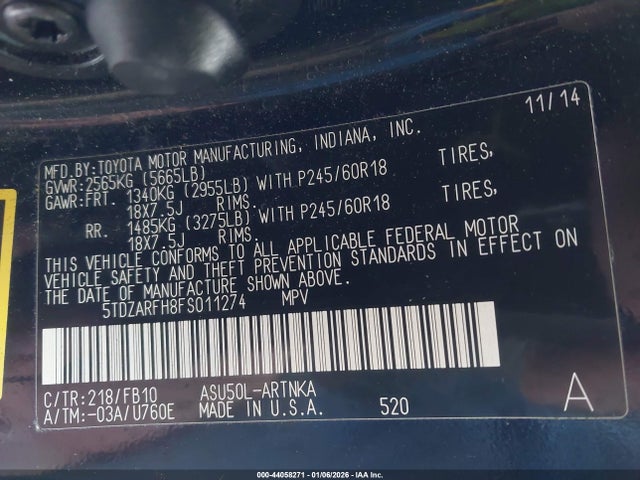 11/14
MFD.BY:TOYOTA MOTOR MANUFACTURING, INDIANA, INC.
GVWR:2565KG (5665LB)
GAWR:FRT. 1340KG (2955LB) WITH P245/60R18 TIRES,
18X7.5J RIMS.
RR. 1485KG (3275LB) WITH P245/60R18 TIRES,
18X7.5J RIMS.
THIS VEHICLE CONFORMS TO ALL APPLICABLE FEDERAL MOTOR
VEHICLE SAFETY AND THEFT PREVENTION STANDARDS IN EFFECT ON
THE DATE OF MANUFACTURE SHOWN ABOVE.
5TDZARFH8FS011274 MPV
C/TR:218/FB10 ASU50L-ARTNKA
A/TM:-03A/U760E MADE IN U.S.A. 520 A
000-44058271 - 01/06/2026 - IAA Inc.